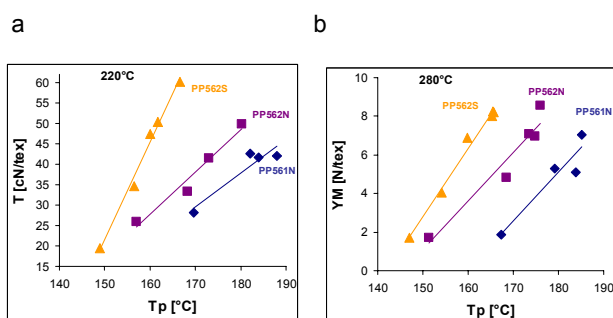 a
220°C
PP562S
PP562N
PP561N
T [cN/tex]
60
55
50
45
40
35
30
25
20
15
140 150 160 170 180 190
Tp [°C]
b
280°C
PP562S
PP562N
PP561N
YM [N/tex]
10
8
6
4
2
0
140 150 160 170 180 190
Tp [°C]